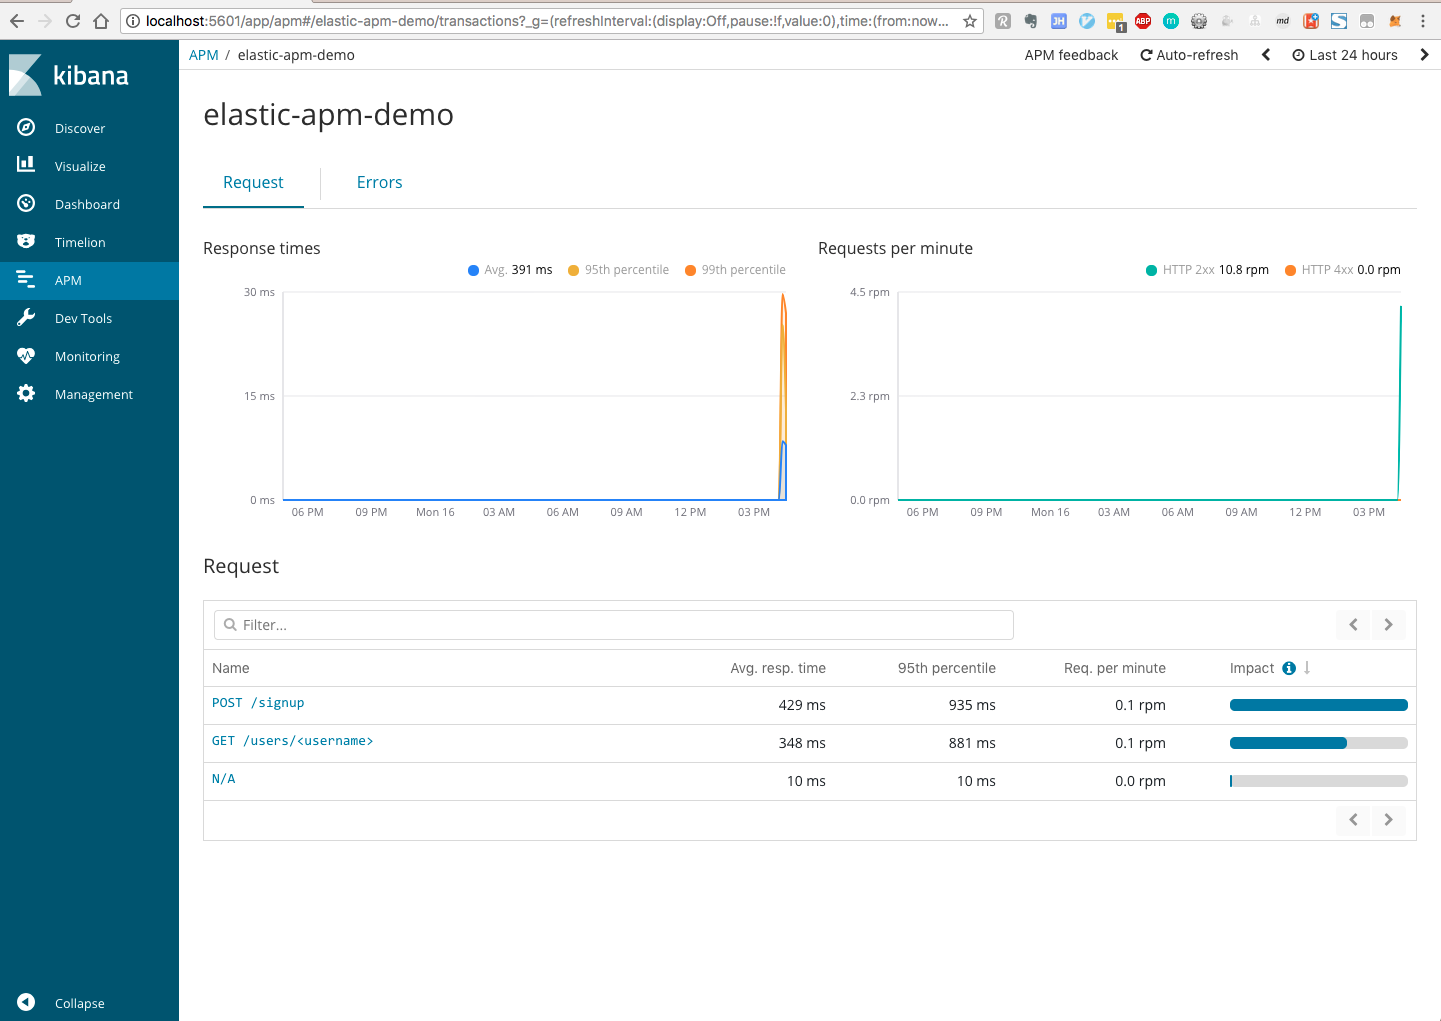 localhost:5601/app/apm#/elastic-apm-demo/transactions?_g=(refreshInterval:(display:Off,pause:!f,value:0),time:(from:now...
kibana
Discover
Visualize
Dashboard
Timelion
APM
Dev Tools
Monitoring
Management
Collapse
APM / elastic-apm-demo
APM feedback Auto-refresh Last 24 hours
elastic-apm-demo
Request Errors
Response times
Avg. 391 ms 95th percentile 99th percentile
30 ms
15 ms
0 ms
06 PM 09 PM Mon 16 03 AM 06 AM 09 AM 12 PM 03 PM
Requests per minute
HTTP 2xx 10.8 rpm HTTP 4xx 0.0 rpm
4.5 rpm
2.3 rpm
0.0 rpm
06 PM 09 PM Mon 16 03 AM 06 AM 09 AM 12 PM 03 PM
Request
Filter...
Name Avg. resp. time 95th percentile Req. per minute Impact
POST /signup 429 ms 935 ms 0.1 rpm
GET /users/<username> 348 ms 881 ms 0.1 rpm
N/A 10 ms 10 ms 0.0 rpm